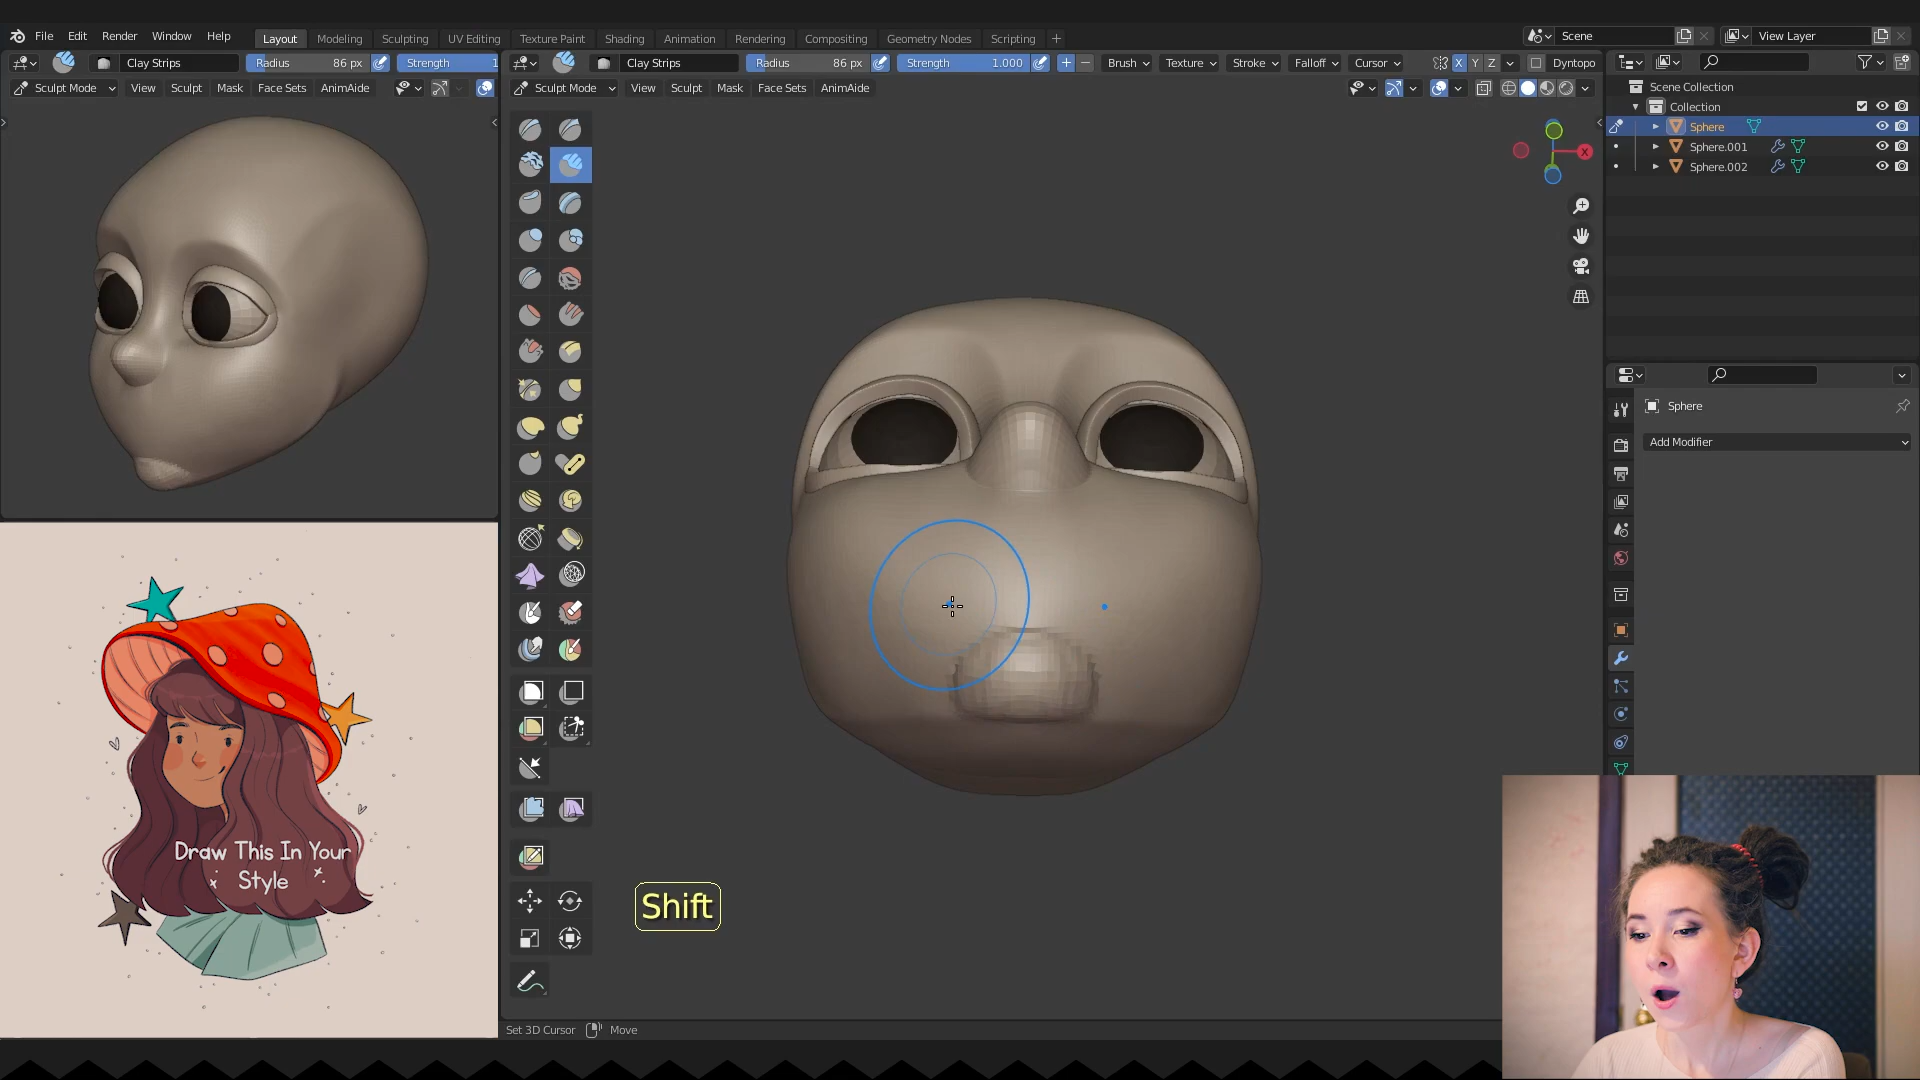 File Edit Render Window Help Layout Modeling Sculpting UV Editing Texture Paint Shading Animation Rendering Compositing Geometry Nodes Scripting Scene View Layer
Clay Strips Radius 86 px Strength 1
Clay Strips Radius 86 px Strength 1.000 Brush Texture Stroke Falloff Cursor X Y Z Dyntopo
Sculpt Mode View Sculpt Mask Face Sets AnimAide
Sculpt Mode View Sculpt Mask Face Sets AnimAide
Scene Collection
Collection
Sphere
Sphere.001
Sphere.002
X
Sphere
Add Modifier
Draw This In Your
Style
Shift
Set 3D Cursor Move